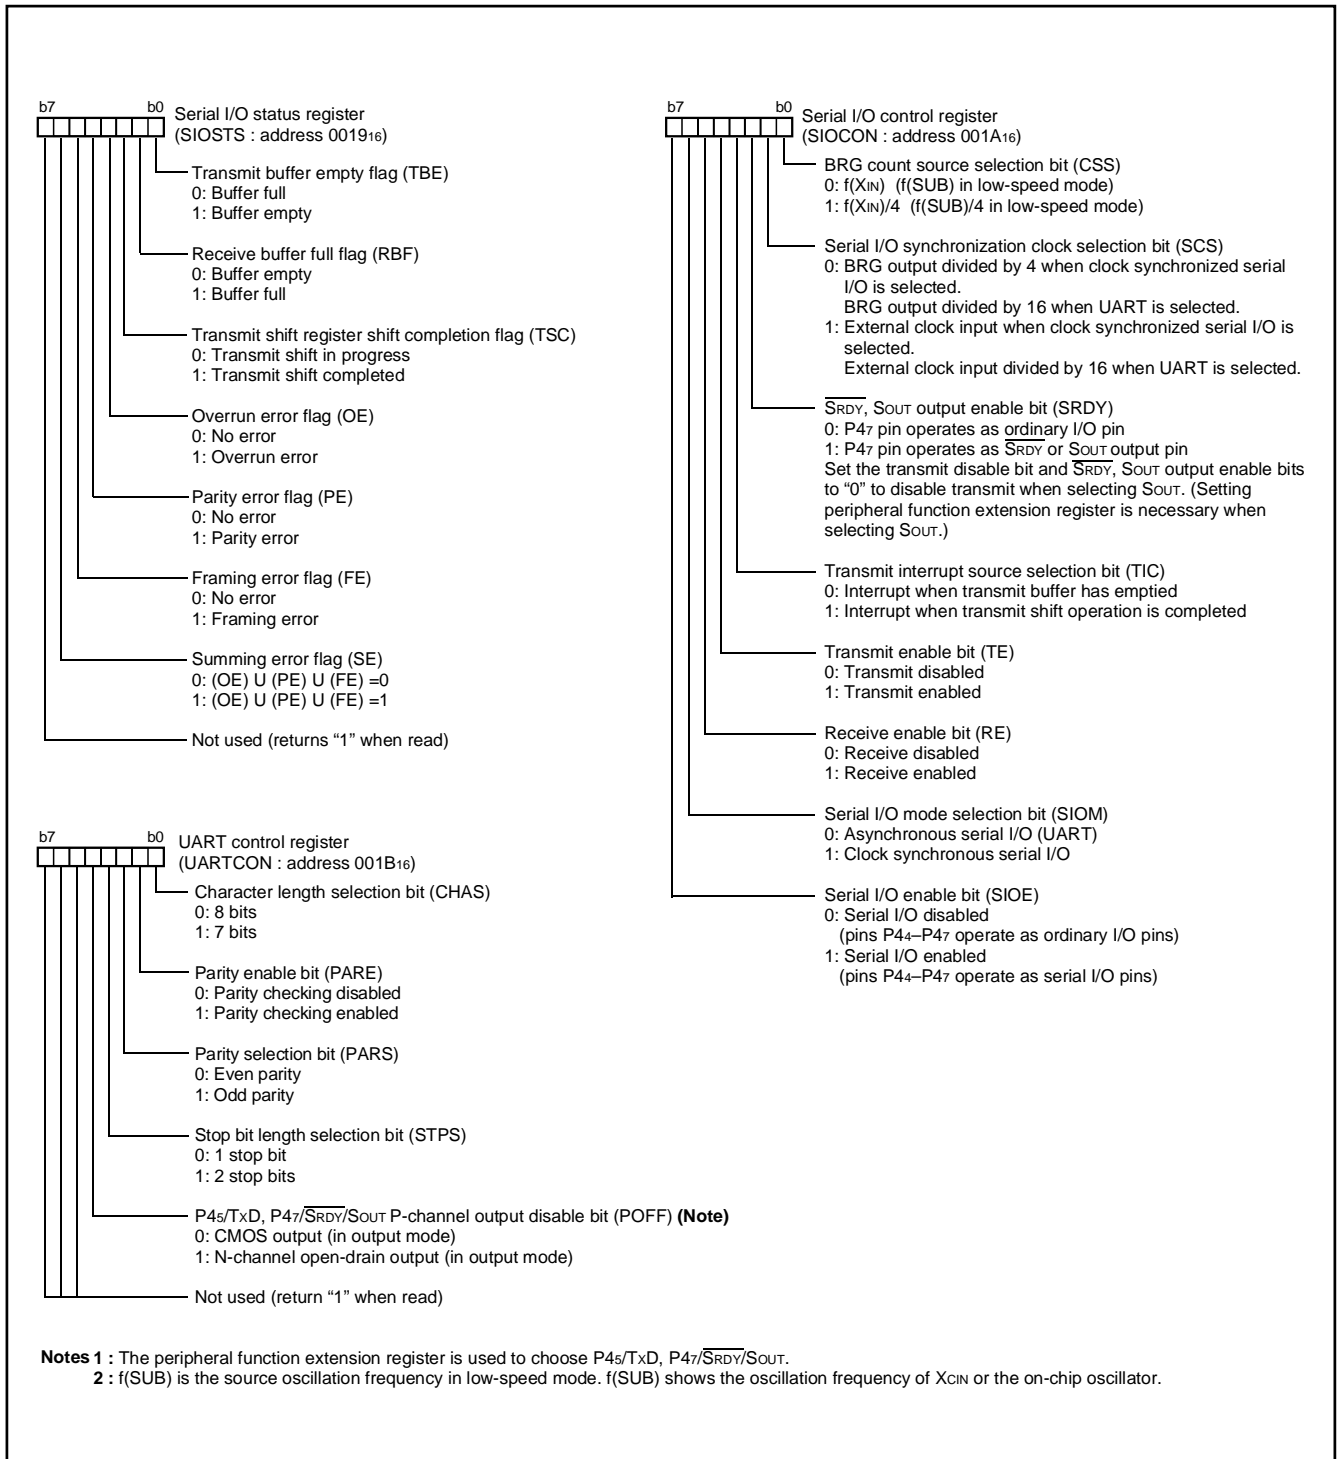 b7 b0 Serial I/O status register
(SIOSTS : address 001916)
Transmit buffer empty flag (TBE)
0: Buffer full
1: Buffer empty
Receive buffer full flag (RBF)
0: Buffer empty
1: Buffer full
Transmit shift register shift completion flag (TSC)
0: Transmit shift in progress
1: Transmit shift completed
Overrun error flag (OE)
0: No error
1: Overrun error
Parity error flag (PE)
0: No error
1: Parity error
Framing error flag (FE)
0: No error
1: Framing error
Summing error flag (SE)
0: (OE) U (PE) U (FE) =0
1: (OE) U (PE) U (FE) =1
Not used (returns “1” when read)
b7 b0 UART control register
(UARTCON : address 001B16)
Character length selection bit (CHAS)
0: 8 bits
1: 7 bits
Parity enable bit (PARE)
0: Parity checking disabled
1: Parity checking enabled
Parity selection bit (PARS)
0: Even parity
1: Odd parity
Stop bit length selection bit (STPS)
0: 1 stop bit
1: 2 stop bits
P45/TXD, P47/SRDY/SOUT P-channel output disable bit (POFF) (Note)
0: CMOS output (in output mode)
1: N-channel open-drain output (in output mode)
Not used (return “1” when read)
b7 b0 Serial I/O control register
(SIOCON : address 001A16)
BRG count source selection bit (CSS)
0: f(XIN) (f(SUB) in low-speed mode)
1: f(XIN)/4 (f(SUB)/4 in low-speed mode)
Serial I/O synchronization clock selection bit (SCS)
0: BRG output divided by 4 when clock synchronized serial
I/O is selected.
BRG output divided by 16 when UART is selected.
1: External clock input when clock synchronized serial I/O is
selected.
External clock input divided by 16 when UART is selected.
SRDY, SOUT output enable bit (SRDY)
0: P47 pin operates as ordinary I/O pin
1: P47 pin operates as SRDY or SOUT output pin
Set the transmit disable bit and SRDY, SOUT output enable bits
to “0” to disable transmit when selecting SOUT. (Setting
peripheral function extension register is necessary when
selecting SOUT.)
Transmit interrupt source selection bit (TIC)
0: Interrupt when transmit buffer has emptied
1: Interrupt when transmit shift operation is completed
Transmit enable bit (TE)
0: Transmit disabled
1: Transmit enabled
Receive enable bit (RE)
0: Receive disabled
1: Receive enabled
Serial I/O mode selection bit (SIOM)
0: Asynchronous serial I/O (UART)
1: Clock synchronous serial I/O
Serial I/O enable bit (SIOE)
0: Serial I/O disabled
(pins P44–P47 operate as ordinary I/O pins)
1: Serial I/O enabled
(pins P44–P47 operate as serial I/O pins)
Notes 1 : The peripheral function extension register is used to choose P45/TXD, P47/SRDY/SOUT.
2 : f(SUB) is the source oscillation frequency in low-speed mode. f(SUB) shows the oscillation frequency of XCIN or the on-chip oscillator.